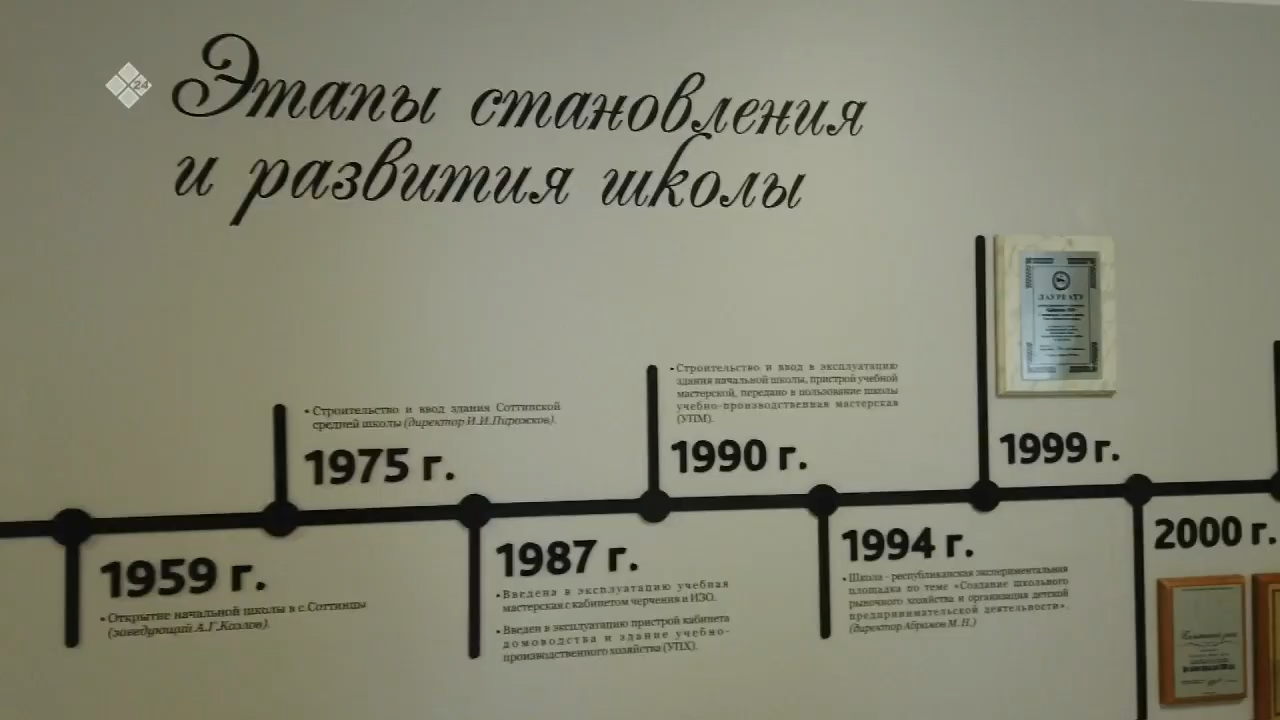 24
Этапы становления
и развития школы
• Строительство и ввод здания Соттинской
средней школы (директор И.И.Пирожков).
1975 г.
• Строительство и ввод в эксплуатацию
здания начальной школы, пристрой учебной
мастерской, передано в пользование школы
учебно-производственная мастерская
(УПМ).
1990 г.
ЛАУРЕАТУ
1999 г.
1959 г.
• Открытие начальной школы в с.Соттинцы
(заведующий А.Г.Козлов).
1987 г.
• Введена в эксплуатацию учебная
мастерская с кабинетом черчения и ИЗО.
• Введен в эксплуатацию пристрой кабинета
домоводства и здание учебно-
производственного хозяйства (УПХ).
1994 г.
• Школа - республиканская экспериментальная
площадка по теме «Создание школьного
рыночного хозяйства и организация детской
предпринимательской деятельности».
(директор Абрамов М.Н.)
2000 г.